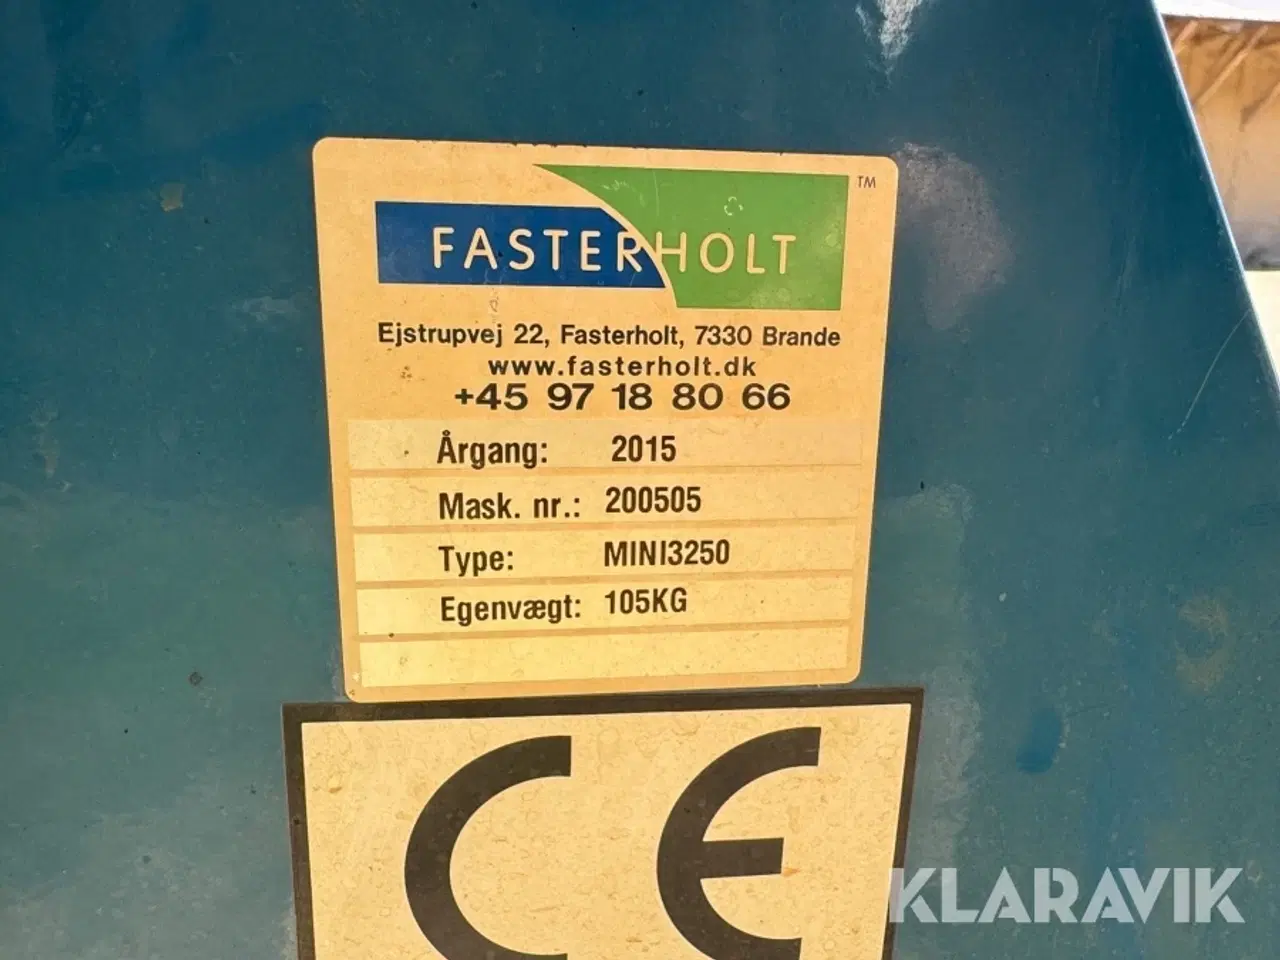 FASTERHOLT
TM
Ejstrupvej 22, Fasterholt, 7330 Brande
www.fasterholt.dk
+45 97 18 80 66
Årgang: 2015
Mask. nr.: 200505
Type: MINI3250
Egenvægt: 105KG
CE
KLARAVIK